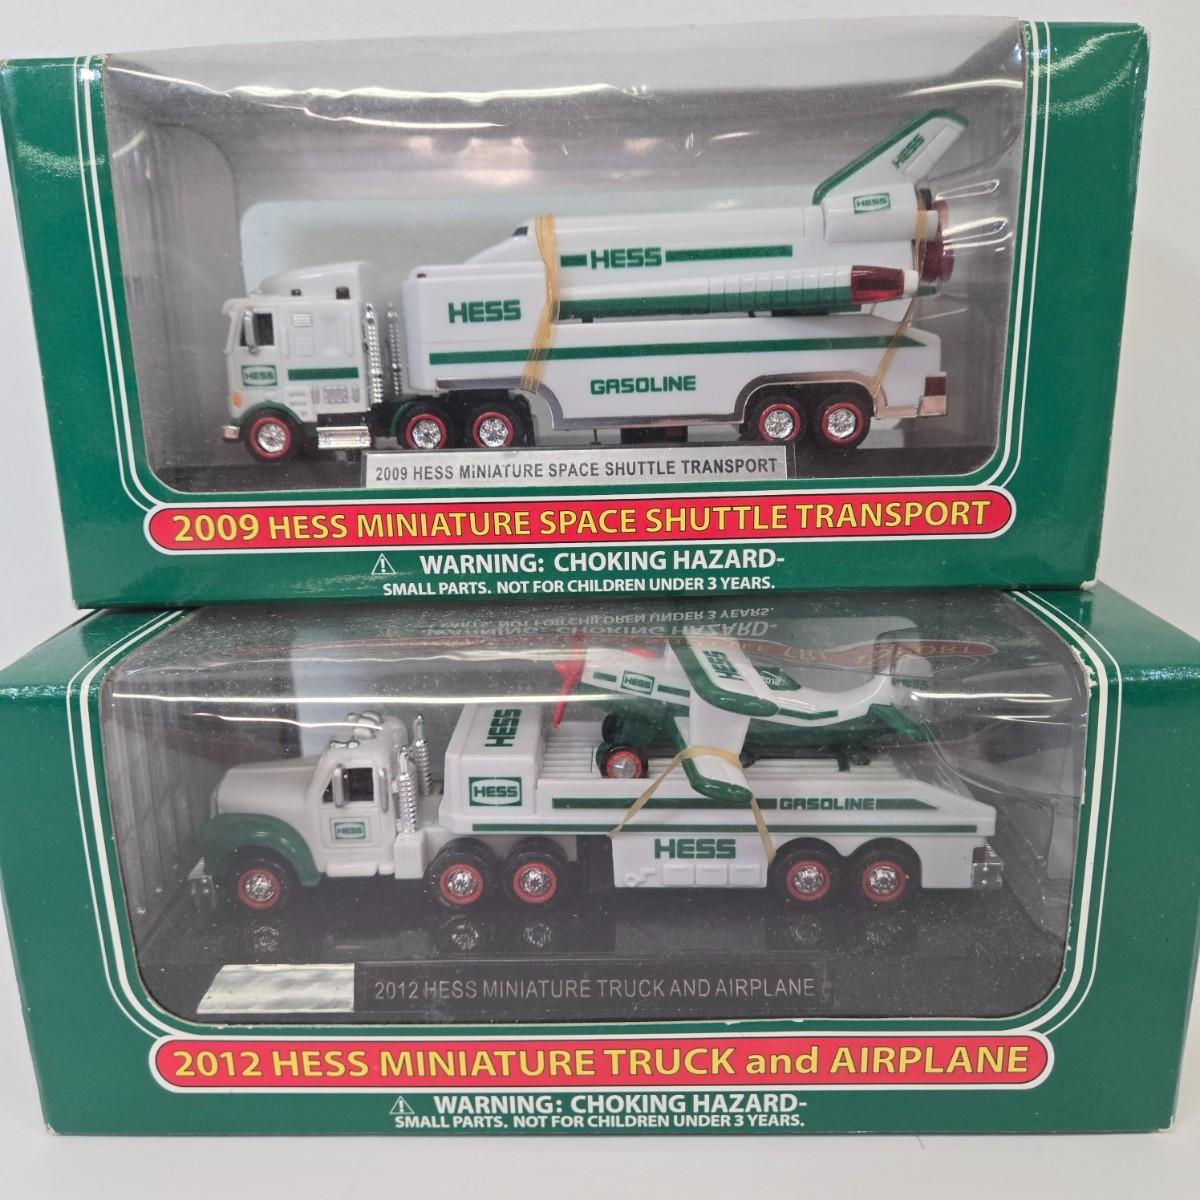 HESS
HESS
HESS
HESS
HESS
GASOLINE
2009 HESS MINIATURE SPACE SHUTTLE TRANSPORT
2009 HESS MINIATURE SPACE SHUTTLE TRANSPORT
⚠ WARNING: CHOKING HAZARD-
SMALL PARTS. NOT FOR CHILDREN UNDER 3 YEARS.
HESS
HESS
HESS
HESS
HESS
HESS
GASOLINE
HESS
2012 HESS MINIATURE TRUCK AND AIRPLANE
2012 HESS MINIATURE TRUCK and AIRPLANE
⚠ WARNING: CHOKING HAZARD-
SMALL PARTS. NOT FOR CHILDREN UNDER 3 YEARS.